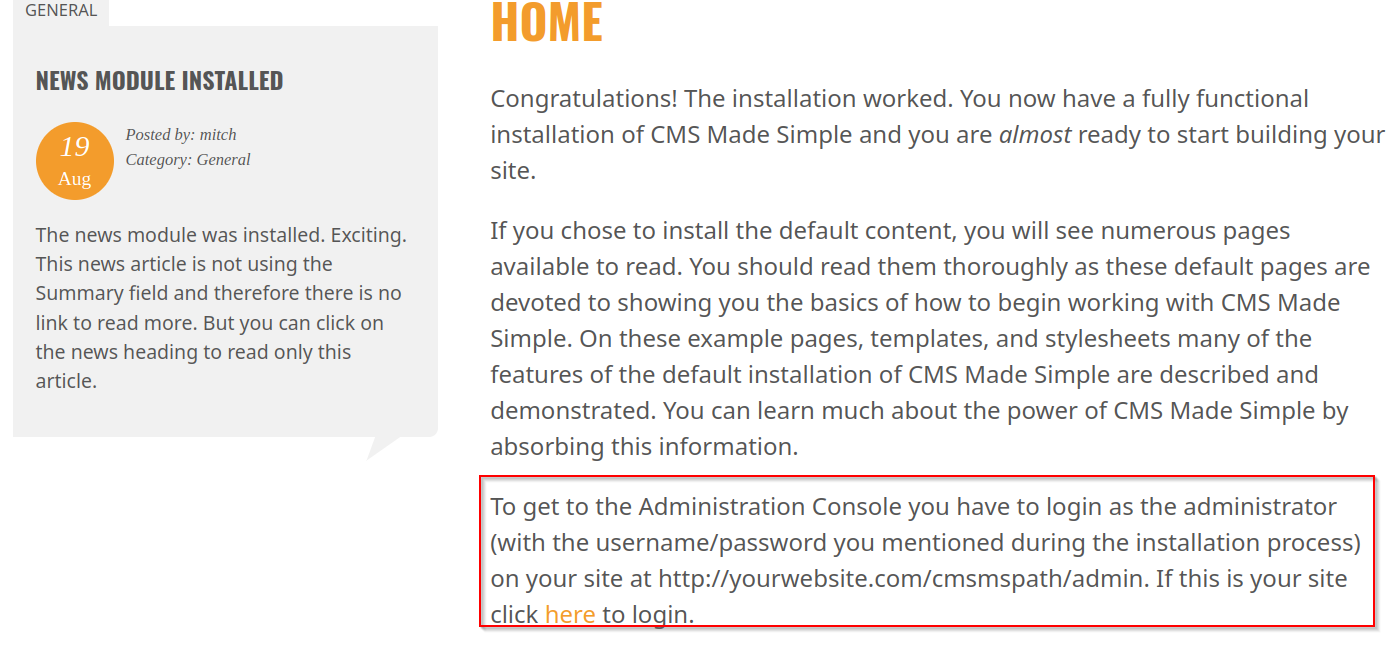 GENERAL
NEWS MODULE INSTALLED
19
Aug
Posted by: mitch
Category: General
The news module was installed. Exciting.
This news article is not using the
Summary field and therefore there is no
link to read more. But you can click on
the news heading to read only this
article.
HOME
Congratulations! The installation worked. You now have a fully functional
installation of CMS Made Simple and you are almost ready to start building your
site.
If you chose to install the default content, you will see numerous pages
available to read. You should read them thoroughly as these default pages are
devoted to showing you the basics of how to begin working with CMS Made
Simple. On these example pages, templates, and stylesheets many of the
features of the default installation of CMS Made Simple are described and
demonstrated. You can learn much about the power of CMS Made Simple by
absorbing this information.
To get to the Administration Console you have to login as the administrator
(with the username/password you mentioned during the installation process)
on your site at http://yourwebsite.com/cmsmspath/admin. If this is your site
click here to login.